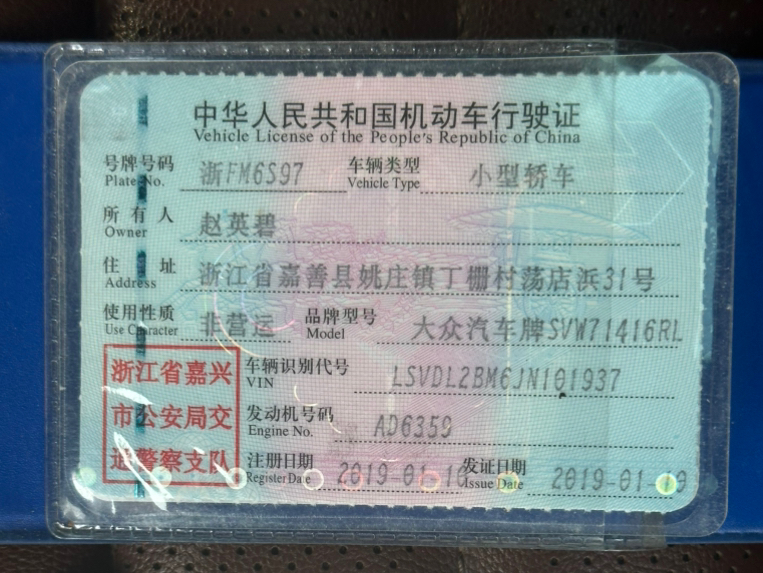 中华人民共和国机动车行驶证
Vehicle License of the People's Republic of China
号牌号码 浙FM6S97 车辆类型 小型轿车
Plate No. Vehicle Type
所有人 赵英碧
Owner
住址 浙江省嘉善县姚庄镇丁栅村荡店浜31号
Address
使用性质 非营运 品牌型号 大众汽车牌SVW71416RL
Use Character Model
浙江省嘉兴
市公安局交
通警察支队
车辆识别代号 LSVDL2BM6JN101937
VIN
发动机号码 AD6359
Engine No.
注册日期 2019-01-10 发证日期 2019-01-10
Register Date Issue Date